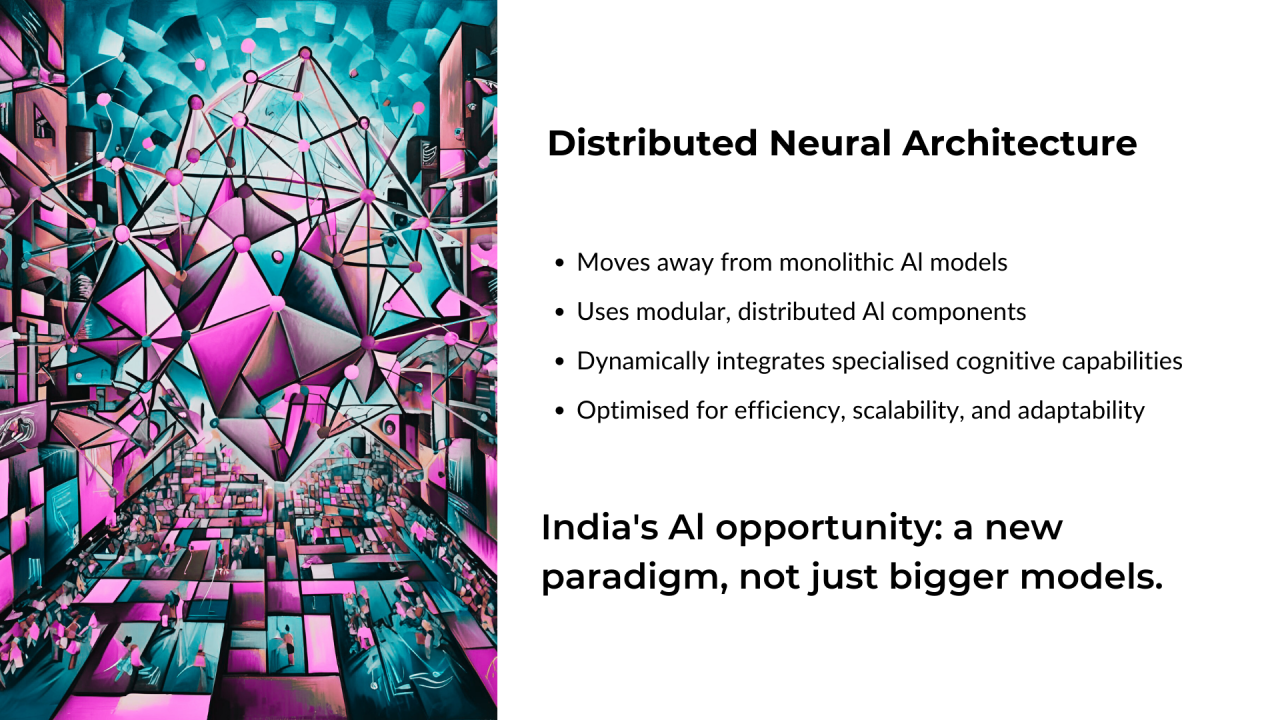 Distributed Neural Architecture
• Moves away from monolithic AI models
• Uses modular, distributed AI components
• Dynamically integrates specialised cognitive capabilities
• Optimised for efficiency, scalability, and adaptability
India's AI opportunity: a new
paradigm, not just bigger models.